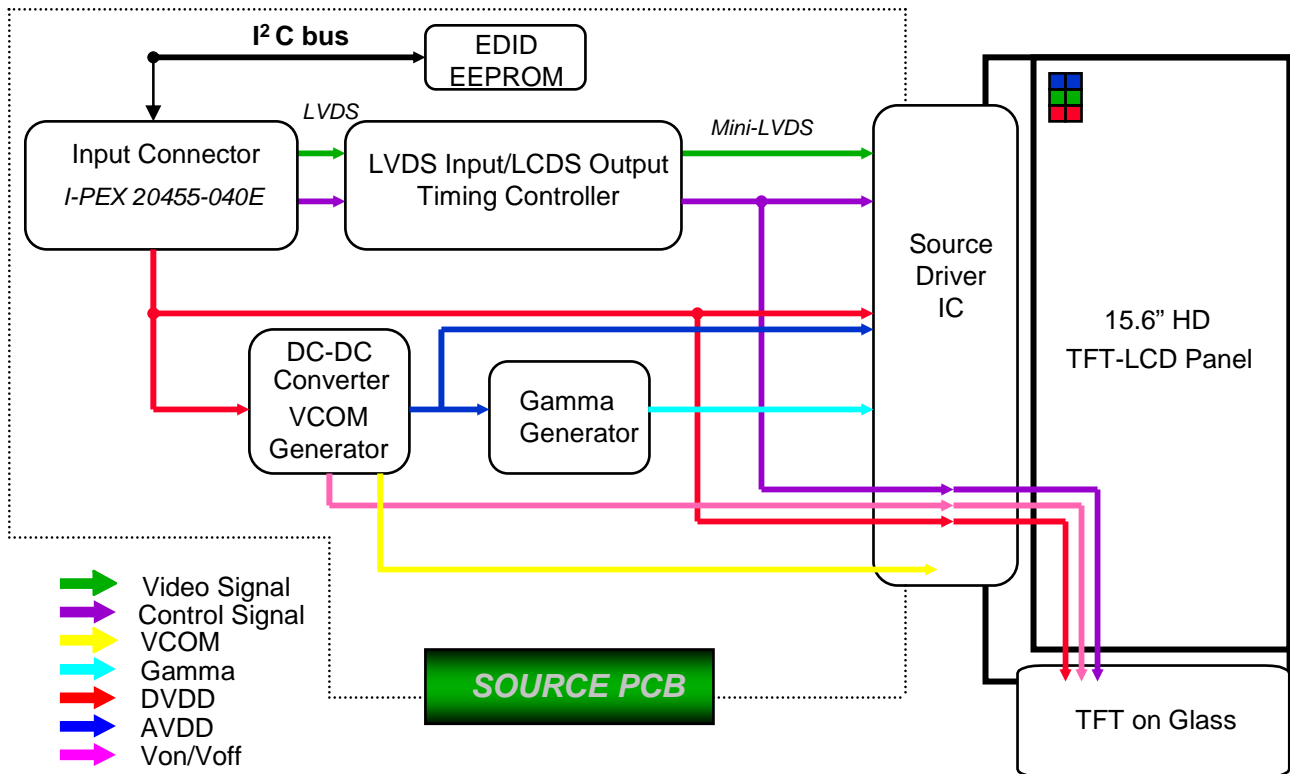 I² C bus
EDID
EEPROM
LVDS
Mini-LVDS
Input Connector
I-PEX 20455-040E
LVDS Input/LCDS Output
Timing Controller
Source
Driver
IC
15.6” HD
TFT-LCD Panel
DC-DC
Converter
VCOM
Generator
Gamma
Generator
Video Signal
Control Signal
VCOM
Gamma
DVDD
AVDD
Von/Voff
SOURCE PCB
TFT on Glass